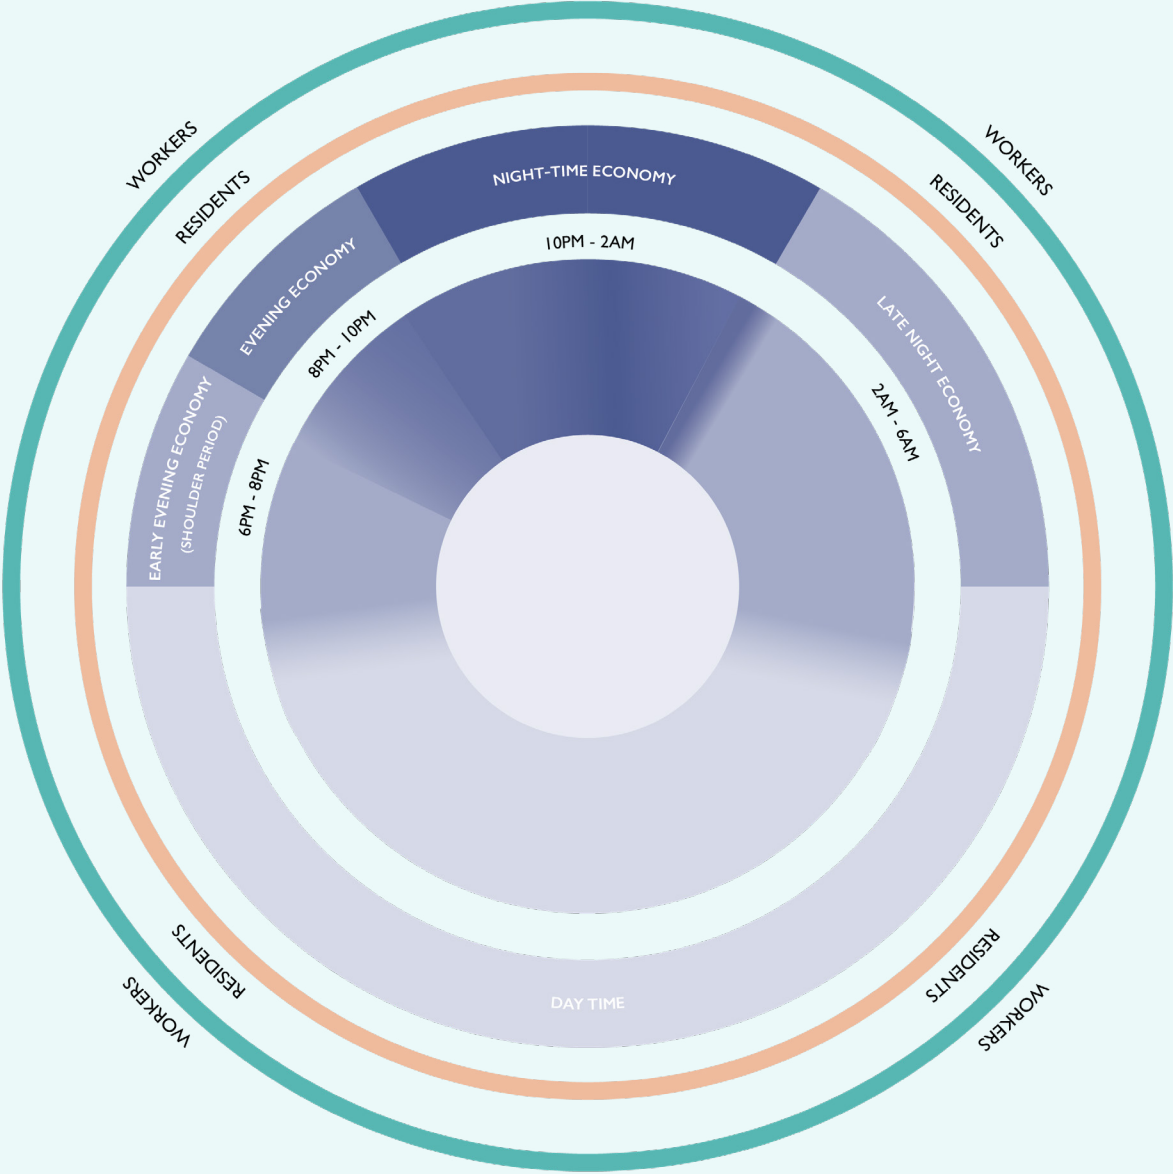 WORKERS
WORKERS
RESIDENTS
RESIDENTS
NIGHT-TIME ECONOMY
10PM - 2AM
EVENING ECONOMY
8PM - 10PM
LATE NIGHT ECONOMY
2AM - 6AM
EARLY EVENING ECONOMY
(SHOULDER PERIOD)
6PM - 8PM
RESIDENTS
RESIDENTS
WORKERS
WORKERS
DAY TIME